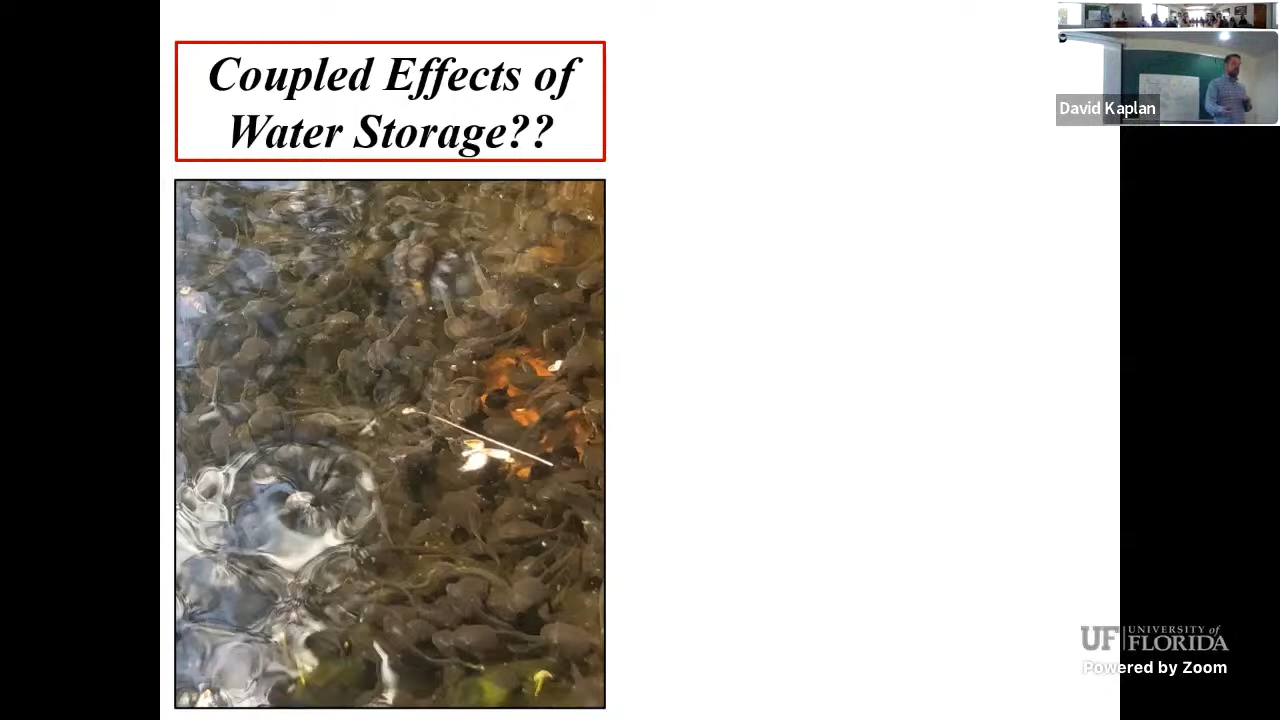 Coupled Effects of
Water Storage??
David Kaplan
UF UNIVERSITY of
FLORIDA
Powered by Zoom